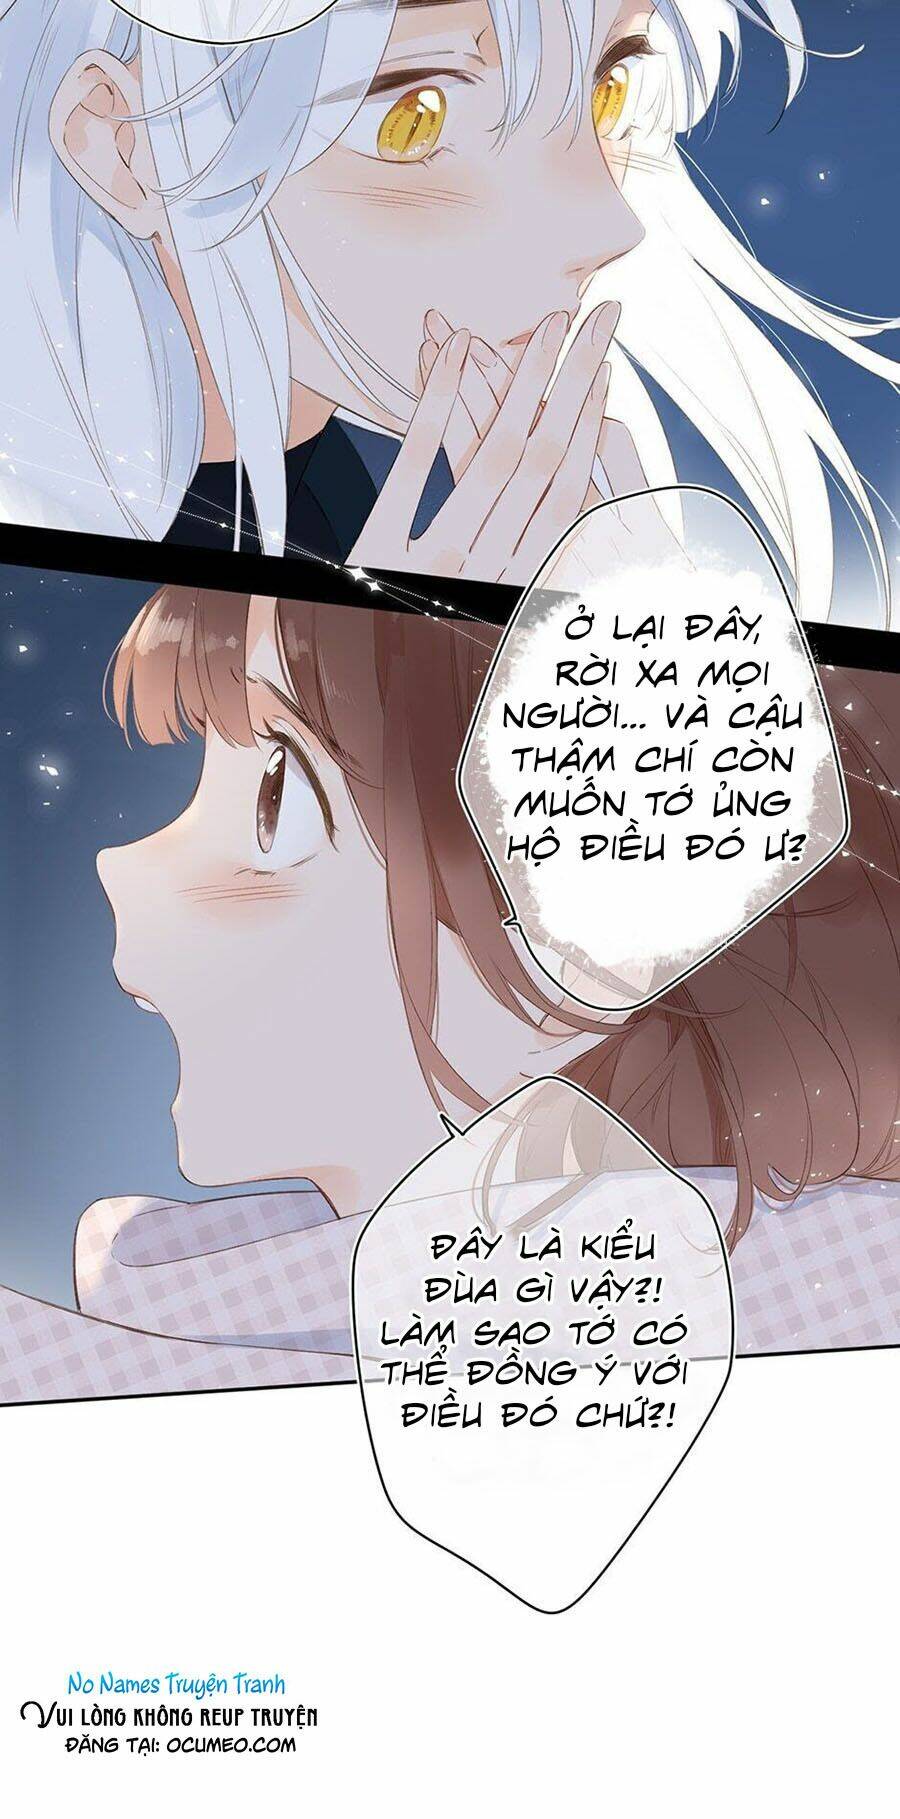 Ở LẠI ĐÂY,
RỜI XA MỌI
NGƯỜI... VÀ CẬU
THẬM CHÍ CÒN
MUỐN TỚ ỦNG
HỘ ĐIỀU ĐÓ Ư?
ĐÂY LÀ KIỂU
ĐÙA GÌ VẬY?!
LÀM SAO TỚ CÓ
THỂ ĐỒNG Ý VỚI
ĐIỀU ĐÓ CHỨ?!
No Names Truyện Tranh
VUI LÒNG KHÔNG REUP TRUYỆN
ĐĂNG TẠI: OCUMEO.COM